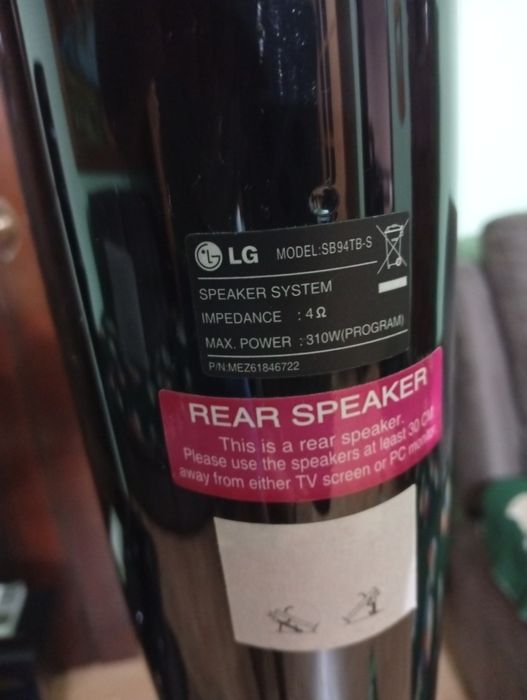 LG MODEL:SB94TB-S
SPEAKER SYSTEM
IMPEDANCE : 4Ω
MAX. POWER : 310W(PROGRAM)
P/N:MEZ61846722
REAR SPEAKER
This is a rear speaker.
Please use the speakers at least 30 CM
away from either TV screen or PC monitor